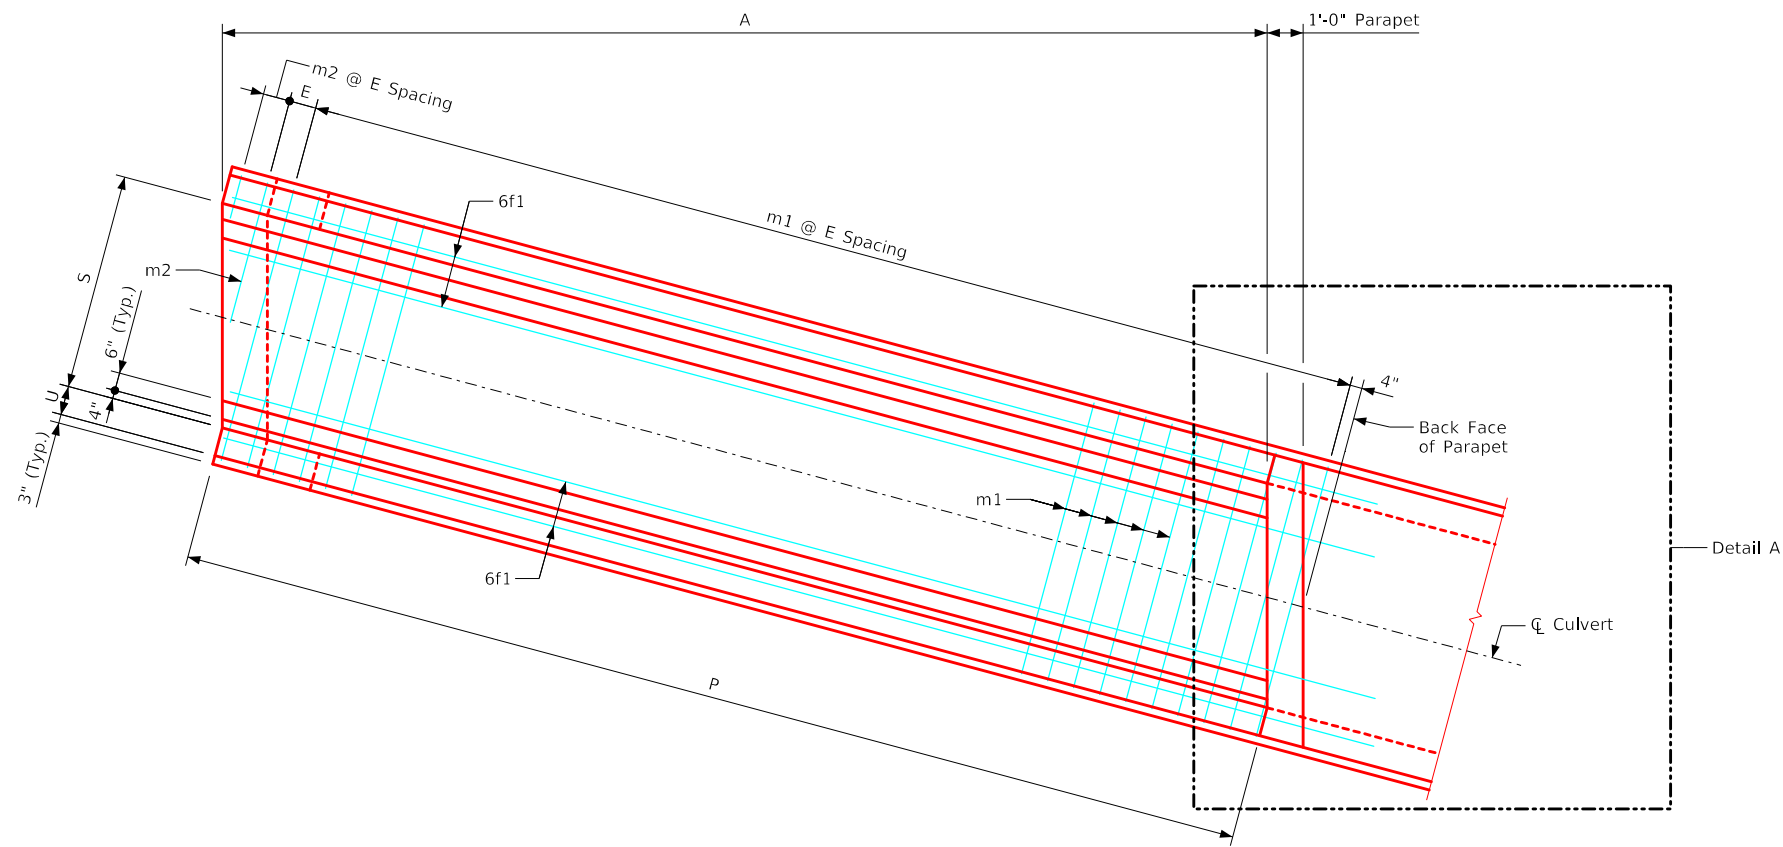 A
1'-0" Parapet
m2 @ E Spacing
E
6f1
m1 @ E Spacing
m2
S
6" (Typ.)
U
4"
3" (Typ.)
4"
Back Face
of Parapet
m1
Detail A
6f1
℄ Culvert
P